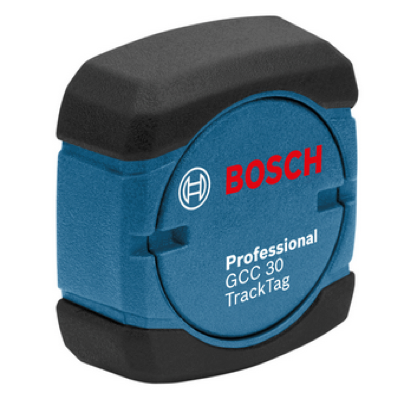 BOSCH
Professional
GCC 30
TrackTag